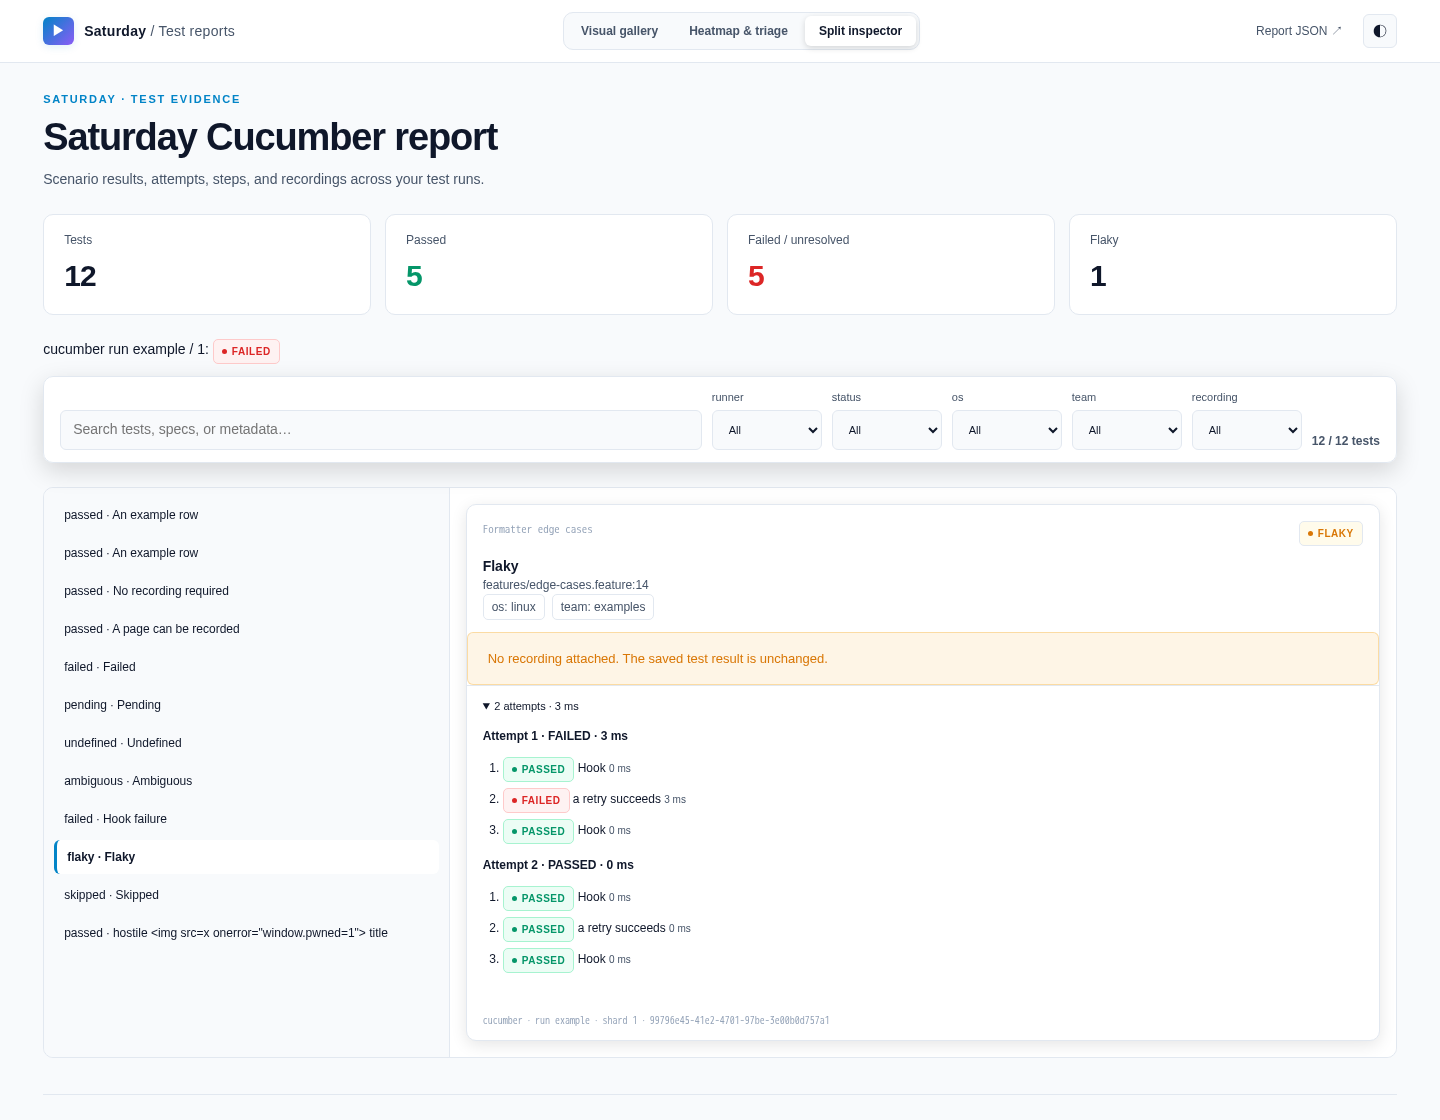 Saturday / Test reports
Visual gallery
Heatmap & triage
Split inspector
Report JSON ↗
SATURDAY · TEST EVIDENCE
Saturday Cucumber report
Scenario results, attempts, steps, and recordings across your test runs.
Tests
12
Passed
5
Failed / unresolved
5
Flaky
1
cucumber run example / 1: FAILED
Search tests, specs, or metadata…
runner
All
status
All
os
All
team
All
recording
All
12 / 12 tests
passed · An example row
passed · An example row
passed · No recording required
passed · A page can be recorded
failed · Failed
pending · Pending
undefined · Undefined
ambiguous · Ambiguous
failed · Hook failure
flaky · Flaky
skipped · Skipped
passed · hostile <img src=x onerror="window.pwned=1"> title
Formatter edge cases
FLAKY
Flaky
features/edge-cases.feature:14
os: linux
team: examples
No recording attached. The saved test result is unchanged.
▼ 2 attempts · 3 ms
Attempt 1 · FAILED · 3 ms
1. PASSED Hook 0 ms
2. FAILED a retry succeeds 3 ms
3. PASSED Hook 0 ms
Attempt 2 · PASSED · 0 ms
1. PASSED Hook 0 ms
2. PASSED a retry succeeds 0 ms
3. PASSED Hook 0 ms
cucumber · run example · shard 1 · 99796e45-41e2-4701-97be-3e00b0d757a1